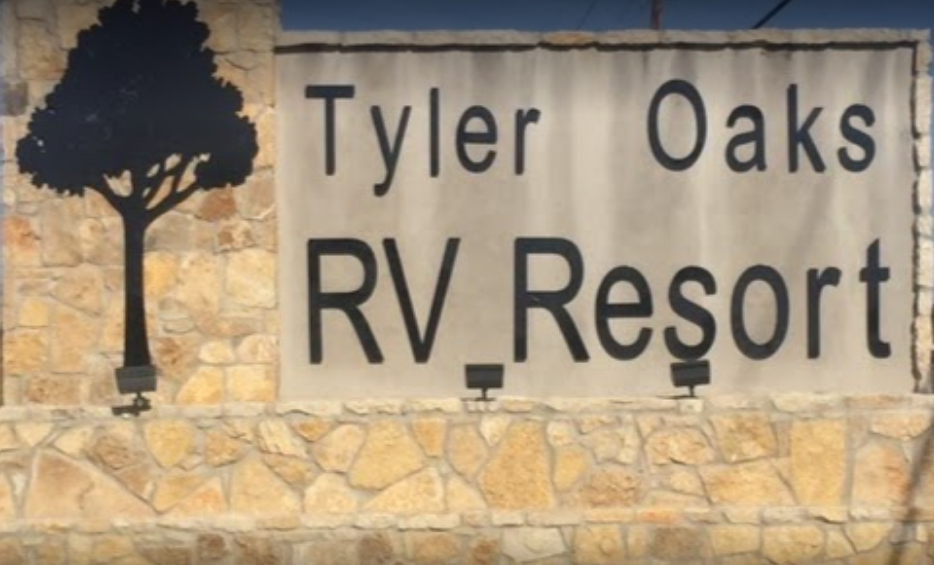 Tyler Oaks
RV Resort